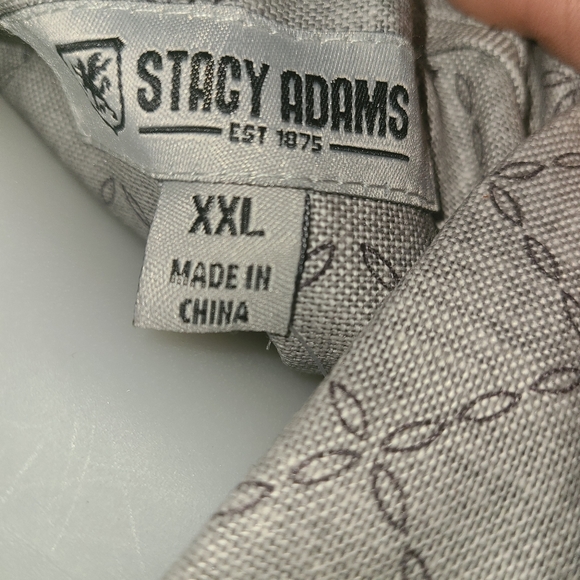 STACY ADAMS
EST 1875
XXL
MADE IN
CHINA